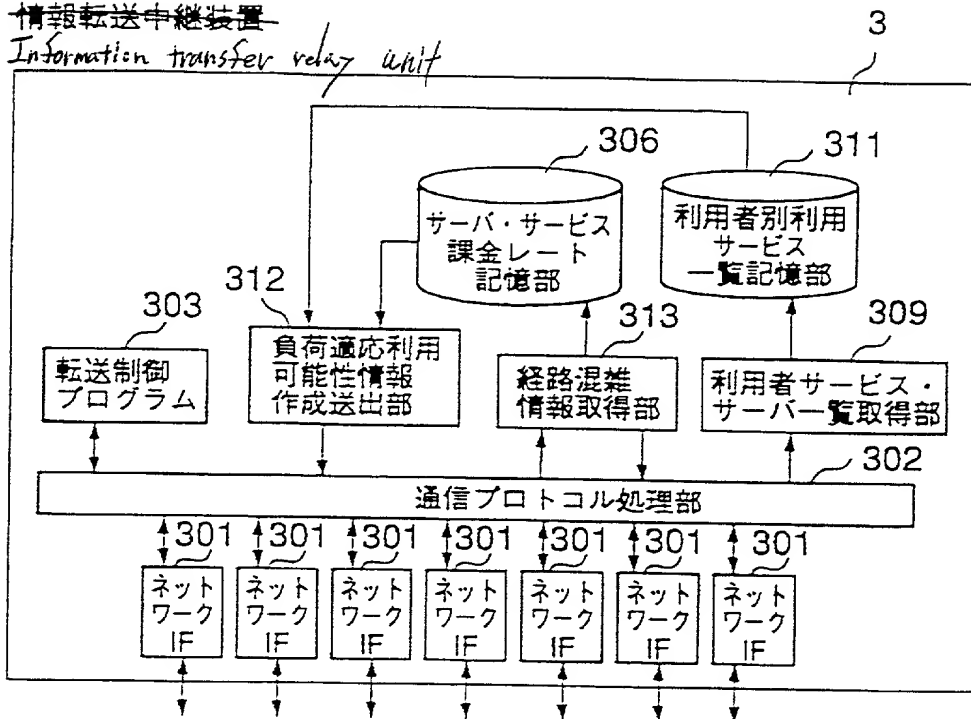 情報転送中継装置
Information transfer relay unit
3
306
311
サーバ・サービス
課金レート
記憶部
利用者別利用
サービス
一覧記憶部
312
303
313
309
転送制御
プログラム
負荷適応利用
可能性情報
作成送出部
経路混雑
情報取得部
利用者サービス・
サーバ一覧取得部
302
通信プロトコル処理部
301
301
301
301
301
301
301
ネット
ワーク
IF
ネット
ワーク
IF
ネット
ワーク
IF
ネット
ワーク
IF
ネット
ワーク
IF
ネット
ワーク
IF
ネット
ワーク
IF